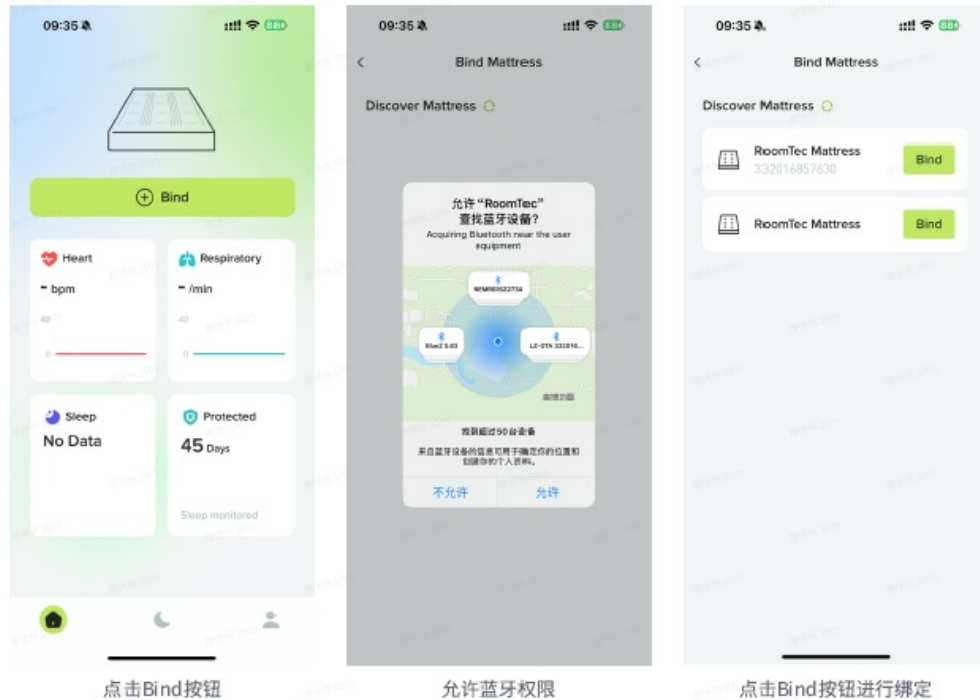 09:35
Bind
Heart
Respiratory
- bpm
- /min
40
40
0
0
Sleep
Protected
No Data
45 Days
Sleep monitored
点击Bind按钮
09:35
Bind Mattress
Discover Mattress
允许“RoomTec”
查找蓝牙设备？
Acquiring Bluetooth near the user
equipment
BlueZ 5.63
找到超过50台设备
来自蓝牙设备的信息可用于确定你的位置和
创建你的个人资料。
不允许
允许
允许蓝牙权限
09:35
Bind Mattress
Discover Mattress
RoomTec Mattress
332016857630
Bind
RoomTec Mattress
Bind
点击Bind按钮进行绑定